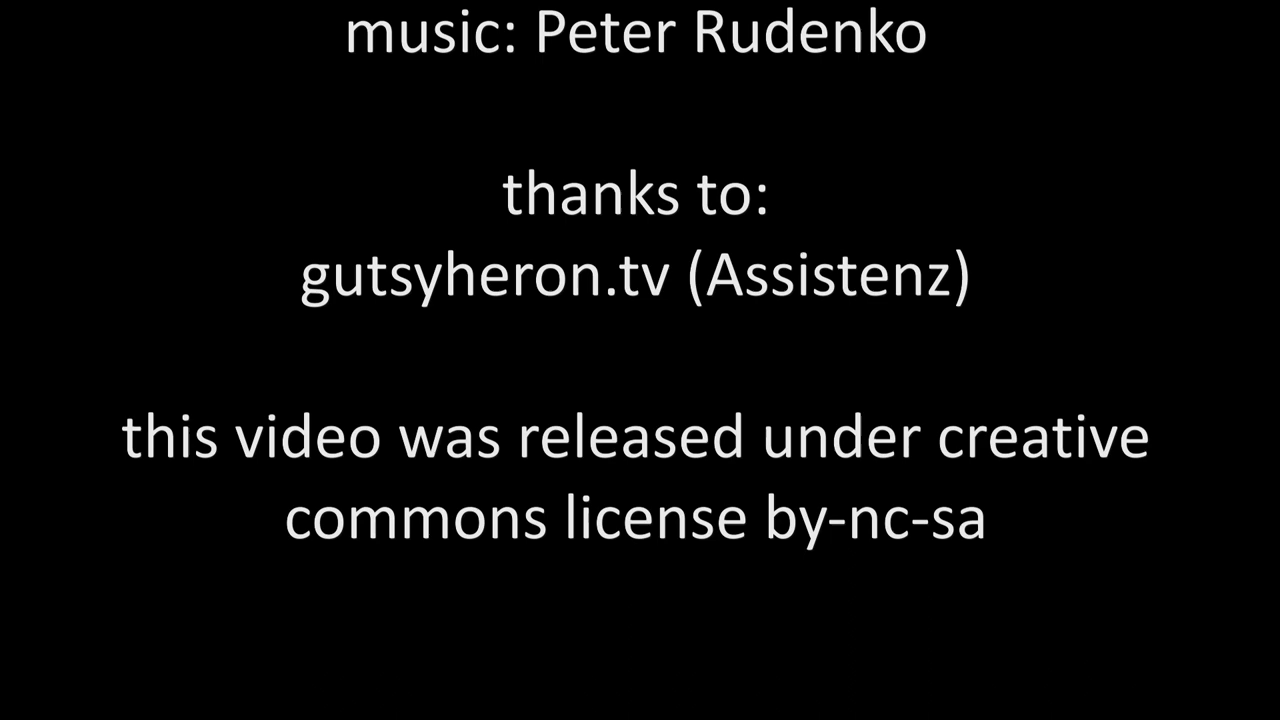 music: Peter Rudenko
thanks to:
gutsyheron.tv (Assistenz)
this video was released under creative
commons license by-nc-sa